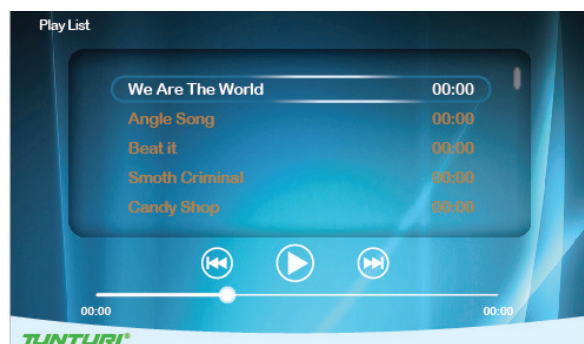 Play List
We Are The World 00:00
Angle Song 00:00
Beat it 00:00
Smoth Criminal 00:00
Candy Shop 00:00
00:00 00:00
TUNTURI®